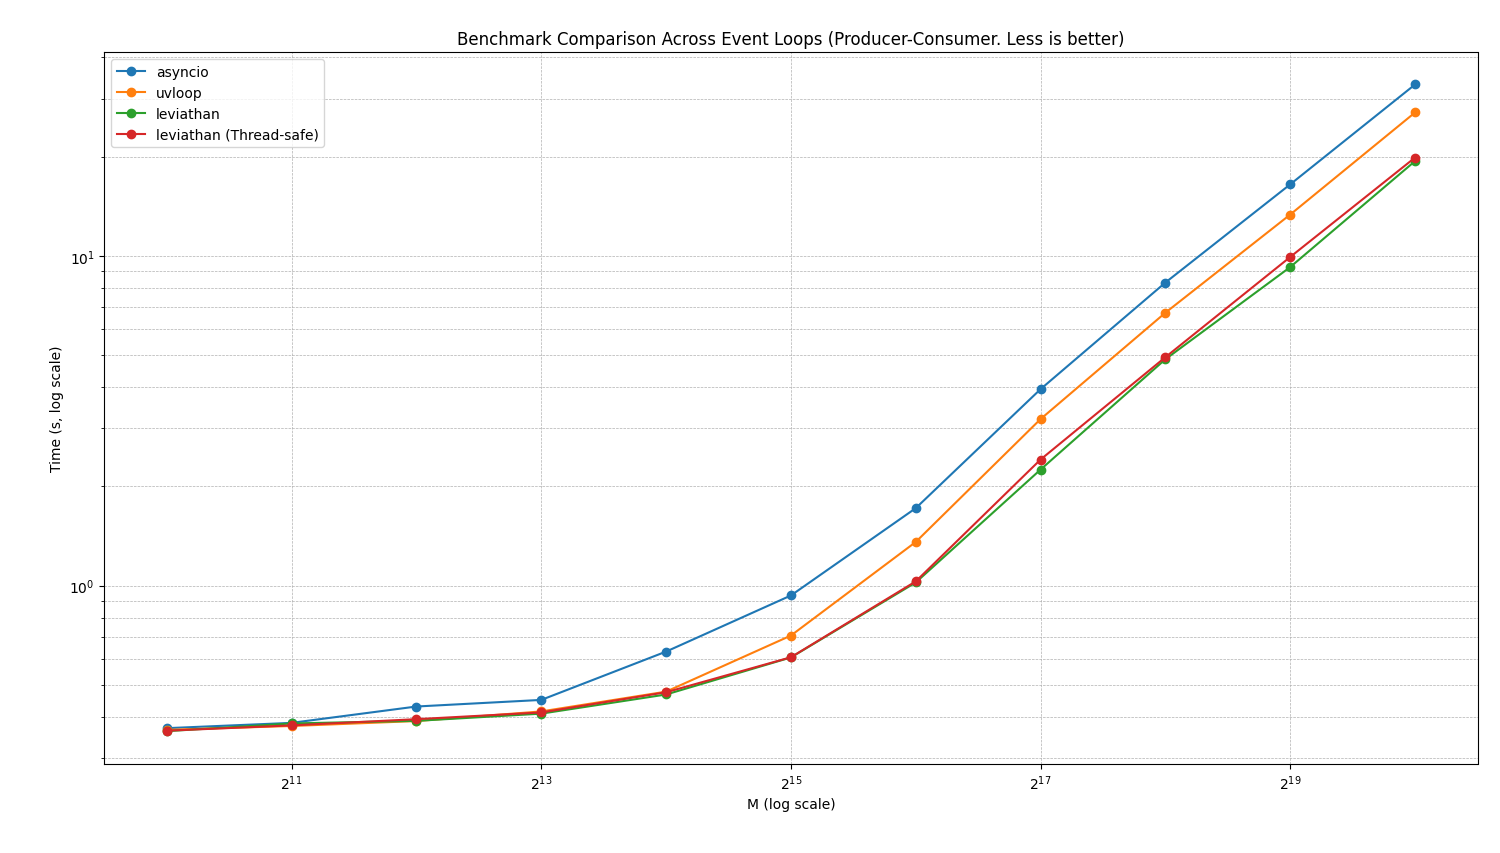 Benchmark Comparison Across Event Loops (Producer-Consumer. Less is better)
asyncio
uvloop
leviathan
leviathan (Thread-safe)
Time (s, log scale)
10¹
10⁰
2¹¹ 2¹³ 2¹⁵ 2¹⁷ 2¹⁹
M (log scale)